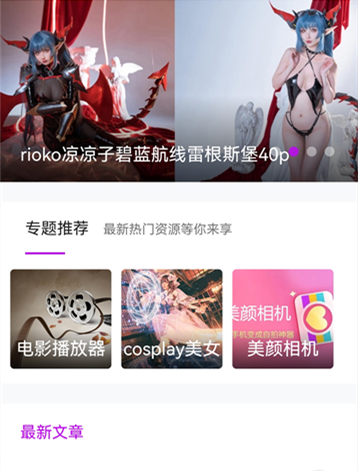 rioko凉凉子碧蓝航线雷根斯堡40p
专题推荐 最新热门资源等你来享
美颜相机
手机变成自拍神器
电影播放器 cosplay美女 美颜相机
最新文章